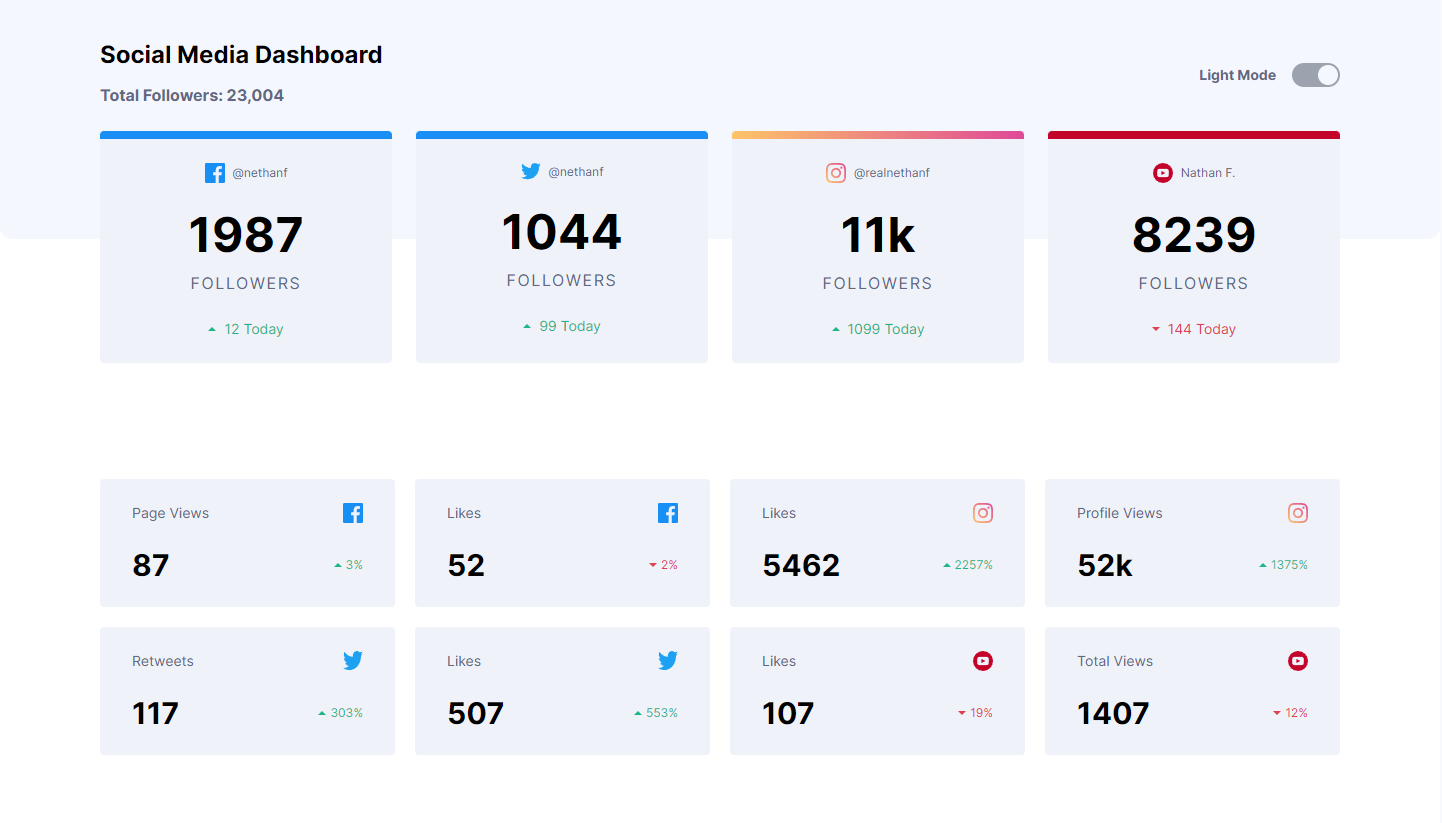 Social Media Dashboard
Total Followers: 23,004
Light Mode
@nethanf
1987
FOLLOWERS
12 Today
@nethanf
1044
FOLLOWERS
99 Today
@realnethanf
11k
FOLLOWERS
1099 Today
Nathan F.
8239
FOLLOWERS
144 Today
Page Views
87
3%
Likes
52
2%
Likes
5462
2257%
Profile Views
52k
1375%
Retweets
117
303%
Likes
507
553%
Likes
107
19%
Total Views
1407
12%